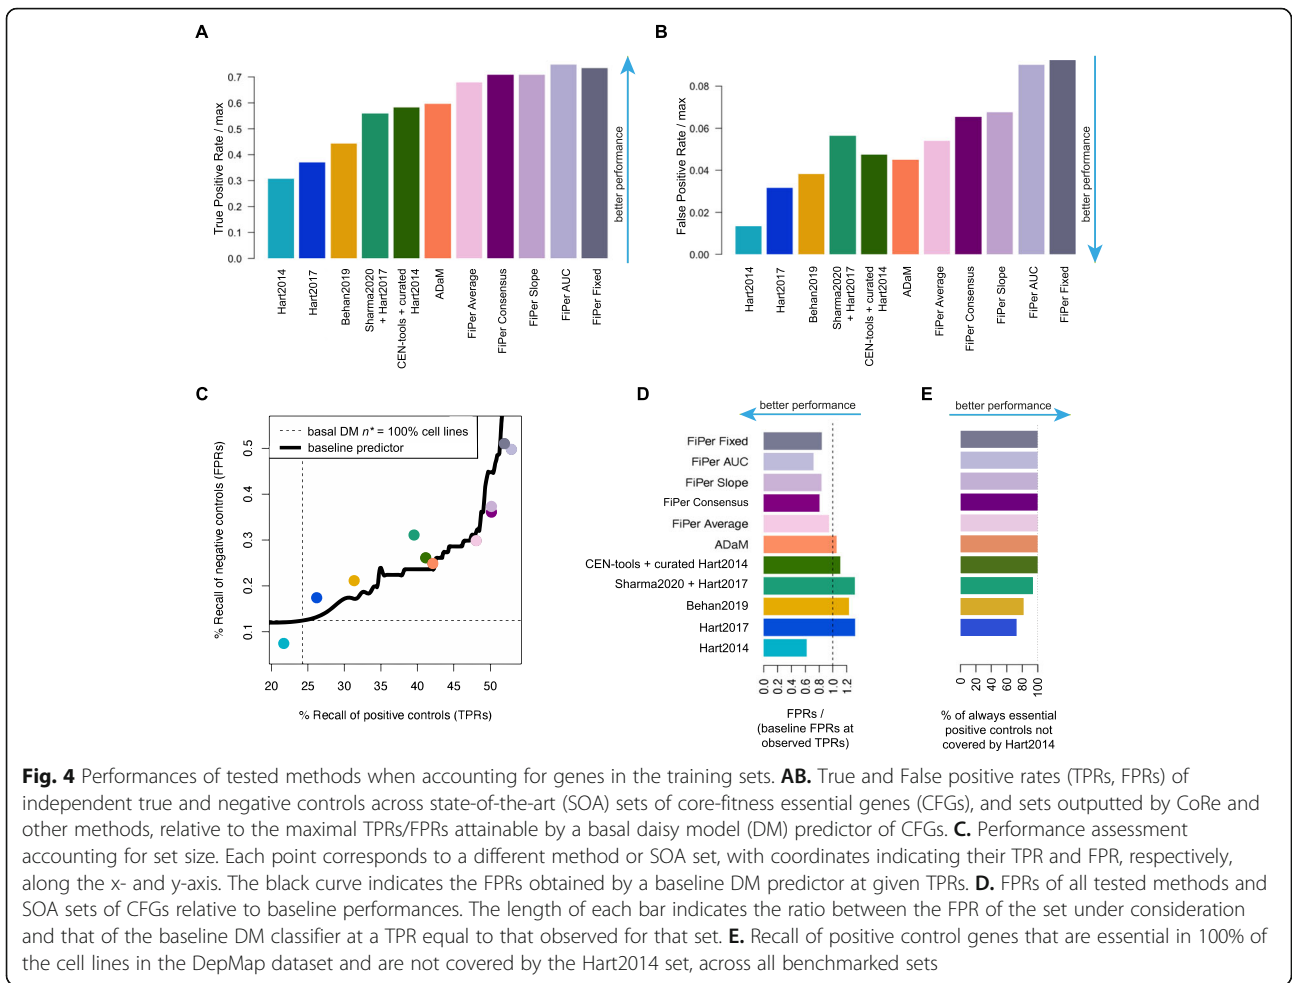 A
True Positive Rate / max
0.7
0.6
0.5
0.4
0.3
0.2
0.1
0.0
Hart2014
Hart2017
Behan2019
Sharma2020
+ Hart2017
CEN-tools + curated
Hart2014
ADaM
FiPer Average
FiPer Consensus
FiPer Slope
FiPer AUC
FiPer Fixed
better performance
B
False Positive Rate / max
0.08
0.06
0.04
0.02
0.00
Hart2014
Hart2017
Behan2019
Sharma2020
+ Hart2017
CEN-tools + curated
Hart2014
ADaM
FiPer Average
FiPer Consensus
FiPer Slope
FiPer AUC
FiPer Fixed
better performance
C
basal DM n* = 100% cell lines
baseline predictor
% Recall of negative controls (FPRs)
0.5
0.4
0.3
0.2
0.1
20 25 30 35 40 45 50
% Recall of positive controls (TPRs)
D
better performance
FiPer Fixed
FiPer AUC
FiPer Slope
FiPer Consensus
FiPer Average
ADaM
CEN-tools + curated Hart2014
Sharma2020 + Hart2017
Behan2019
Hart2017
Hart2014
0.0 0.2 0.4 0.6 0.8 1.0 1.2
FPRs /
(baseline FPRs at
observed TPRs)
E
better performance
0 20 40 60 80 100
% of always essential
positive controls not
covered by Hart2014
Fig. 4 Performances of tested methods when accounting for genes in the training sets. AB. True and False positive rates (TPRs, FPRs) of
independent true and negative controls across state-of-the-art (SOA) sets of core-fitness essential genes (CFGs), and sets outputted by CoRe and
other methods, relative to the maximal TPRs/FPRs attainable by a basal daisy model (DM) predictor of CFGs. C. Performance assessment
accounting for set size. Each point corresponds to a different method or SOA set, with coordinates indicating their TPR and FPR, respectively,
along the x- and y-axis. The black curve indicates the FPRs obtained by a baseline DM predictor at given TPRs. D. FPRs of all tested methods and
SOA sets of CFGs relative to baseline performances. The length of each bar indicates the ratio between the FPR of the set under consideration
and that of the baseline DM classifier at a TPR equal to that observed for that set. E. Recall of positive control genes that are essential in 100% of
the cell lines in the DepMap dataset and are not covered by the Hart2014 set, across all benchmarked sets